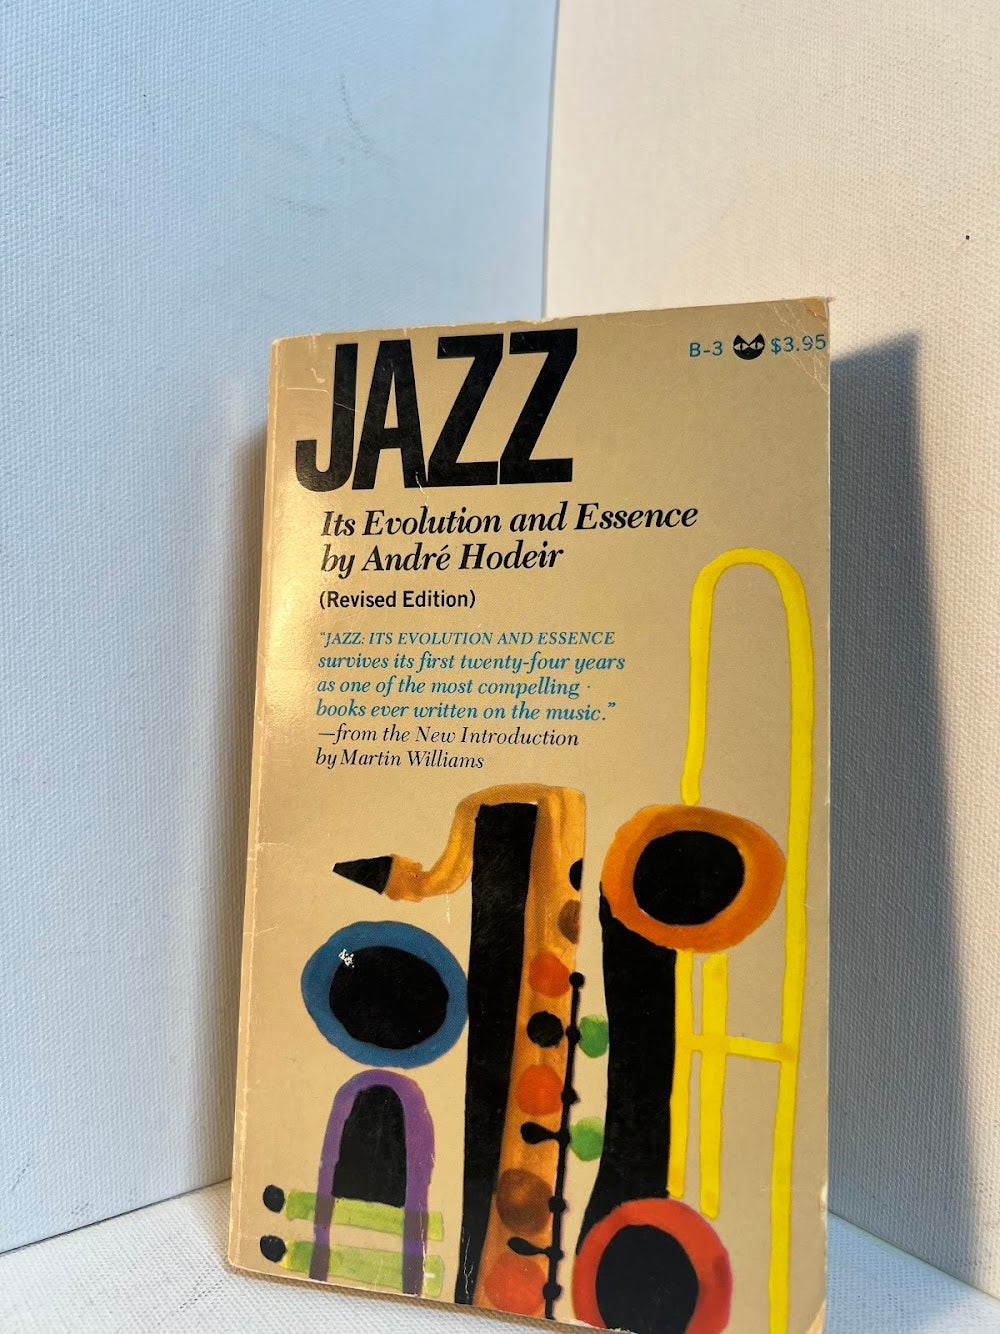 JAZZ
B-3 $3.95
Its Evolution and Essence
by André Hodeir
(Revised Edition)
“JAZZ: ITS EVOLUTION AND ESSENCE
survives its first twenty-four years
as one of the most compelling
books ever written on the music.”
—from the New Introduction
by Martin Williams